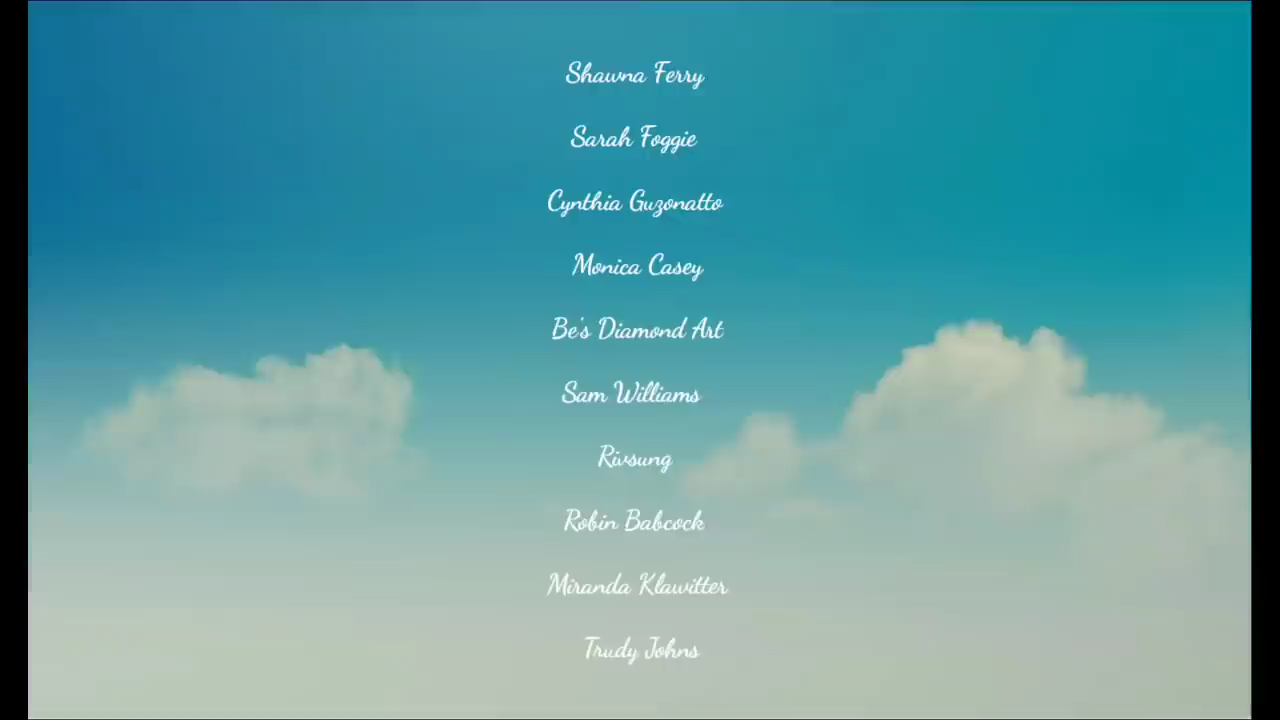 Shawna Ferry
Sarah Foggie
Cynthia Guzonatto
Monica Casey
Be's Diamond Art
Sam Williams
Rivsung
Robin Babcock
Miranda Klawitter
Trudy Johns